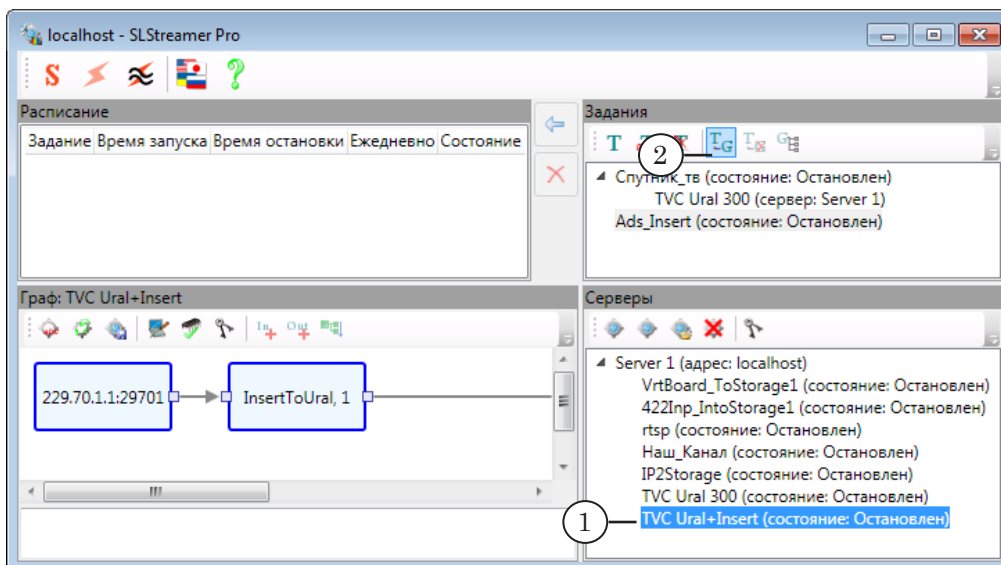 localhost - SLStreamer Pro
S
?
Расписание
Задание Время запуска Время остановки Ежедневно Состояние
Задания
T T T T-G T G
2
Спутник_тв (состояние: Остановлен)
TVC Ural 300 (сервер: Server 1)
Ads_Insert (состояние: Остановлен)
Граф: TVC Ural+Insert
In Out
229.70.1.1:29701
InsertToUral, 1
Серверы
Server 1 (адрес: localhost)
VrtBoard_ToStorage1 (состояние: Остановлен)
422Inp_IntoStorage1 (состояние: Остановлен)
rtsp (состояние: Остановлен)
Наш_Канал (состояние: Остановлен)
IP2Storage (состояние: Остановлен)
TVC Ural 300 (состояние: Остановлен)
1
TVC Ural+Insert (состояние: Остановлен)